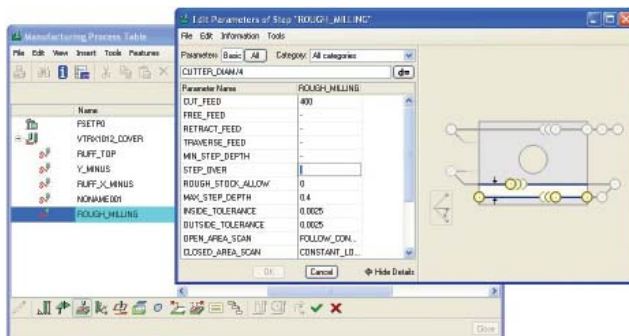 Manufacturing Process Table
File Edit View Insert Tools Features
Name
PSETP0
VTRX1012_COVER
RUFF_TOP
Y_MINUS
RUFF_X_MINUS
NONAME001
ROUGH_MILLING
Close
Edit Parameters of Step "ROUGH_MILLING"
File Edit Information Tools
Parameters Basic All Category: All categories
CUTTER_DIAM/4
Parameter Name ROUGH_MILLING
CUT_FEED 400
FREE_FEED -
RETRACT_FEED -
TRAVERSE_FEED -
MIN_STEP_DEPTH -
STEP_OVER
ROUGH_STOCK_ALLOW 0
MAX_STEP_DEPTH 0.4
INSIDE_TOLERANCE 0.0025
OUTSIDE_TOLERANCE 0.0025
OPEN_AREA_SCAN FOLLOW_CON...
CLOSED_AREA_SCAN CONSTANT_LO...
OK Cancel Hide Details